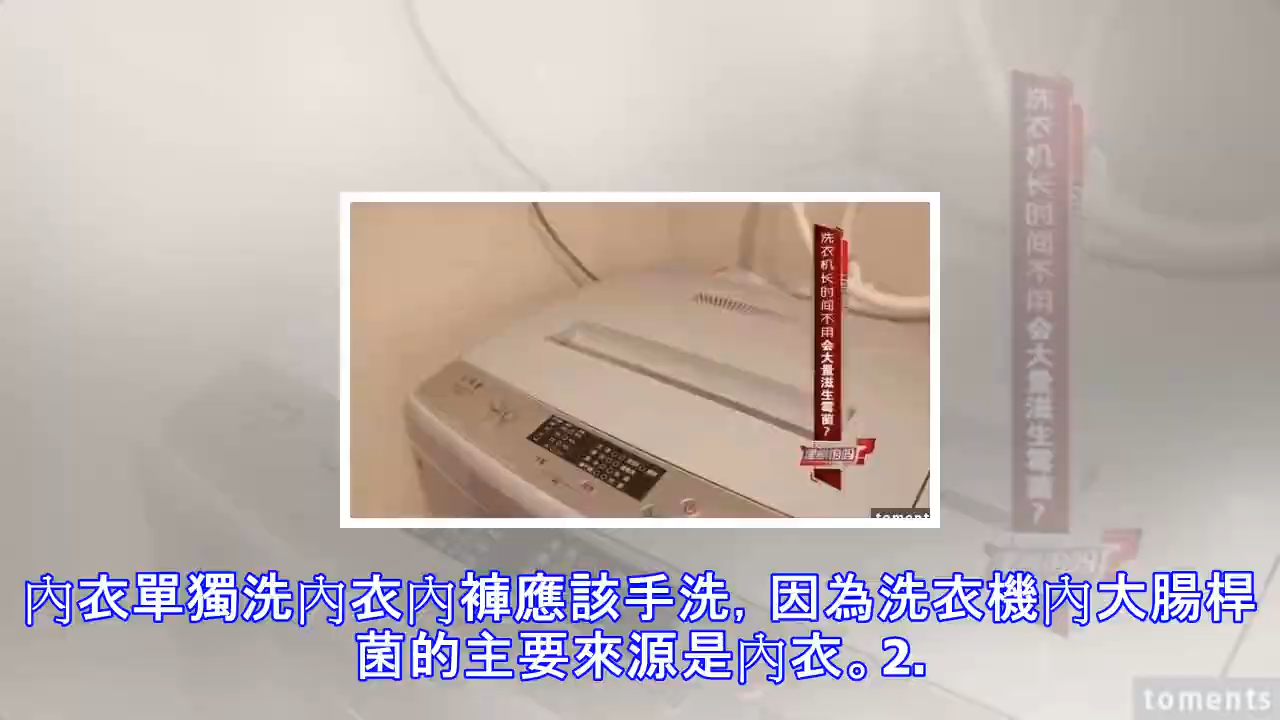 洗衣机长时间不用会大量滋生霉菌?
toments
洗衣机长时间不用会大量滋生霉菌?
內衣單獨洗內衣內褲應該手洗, 因為洗衣機內大腸桿
菌的主要來源是內衣。2.
toments